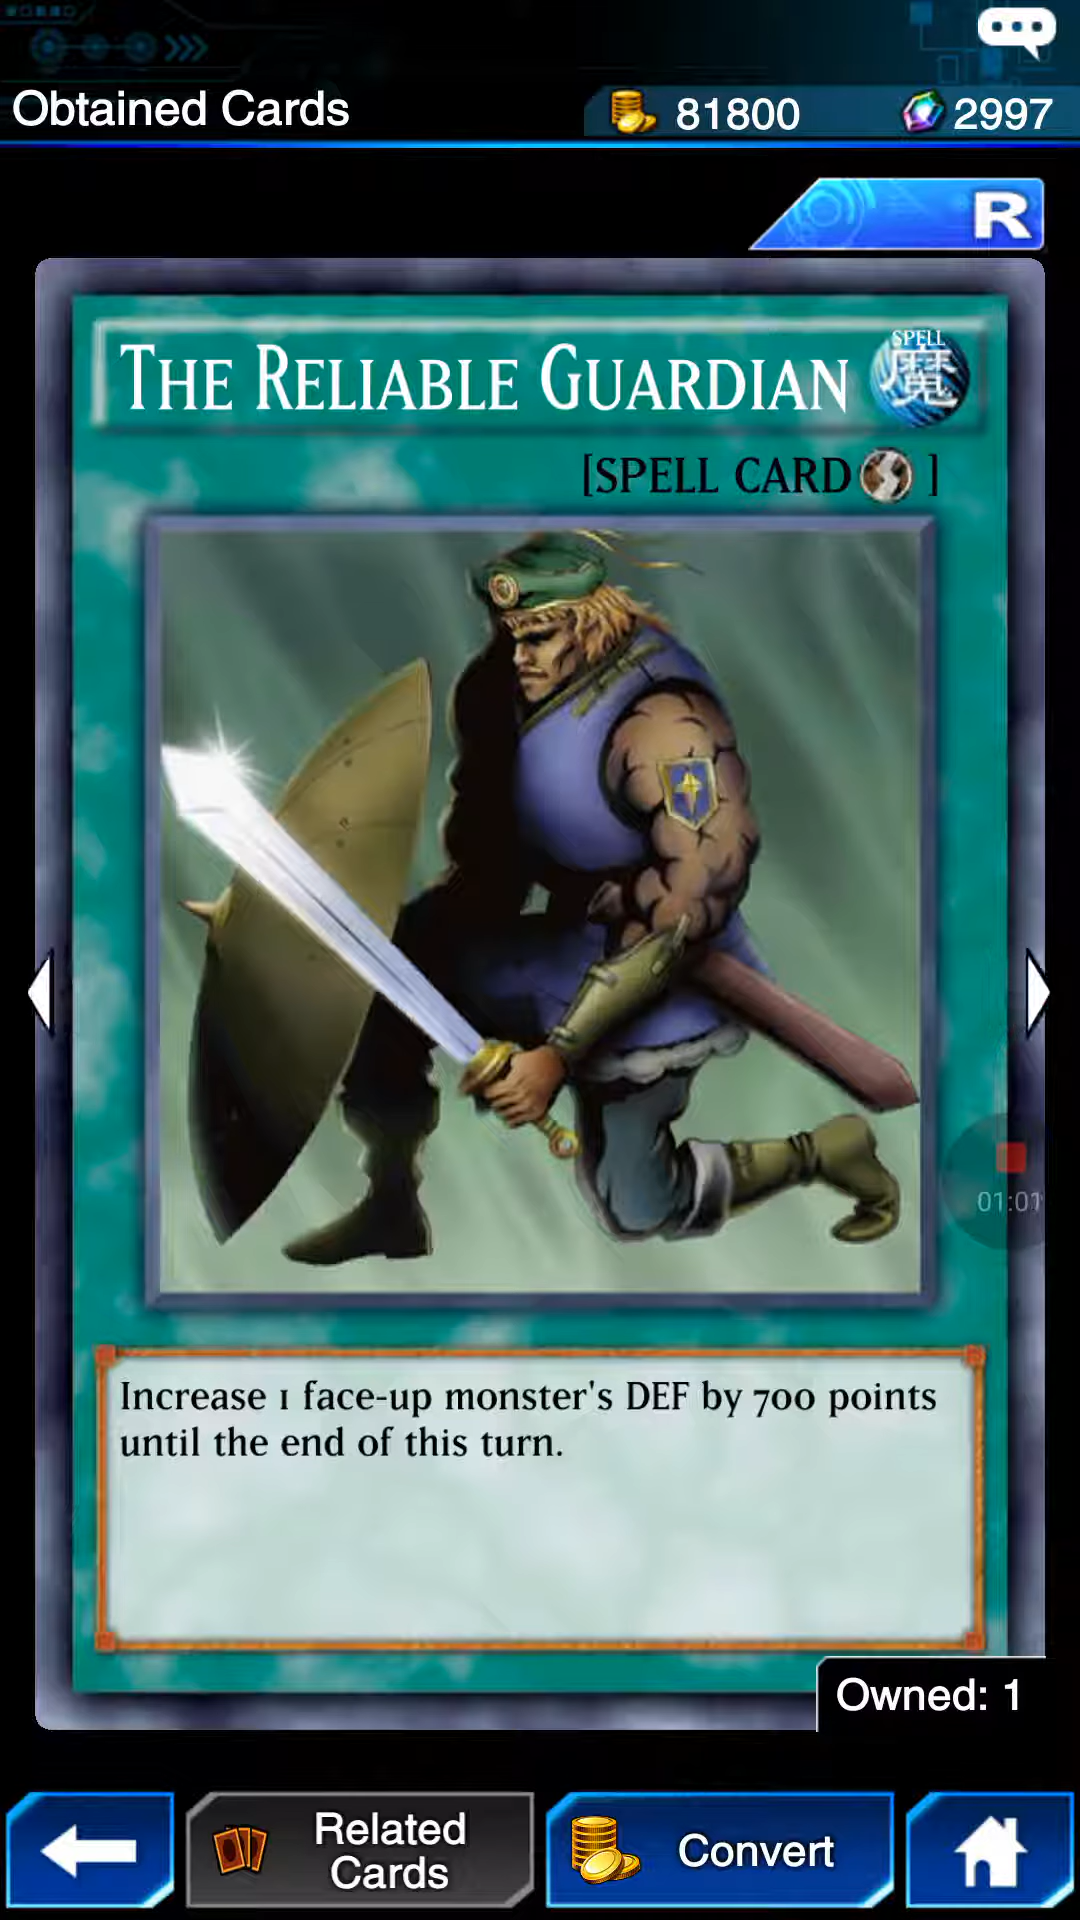 Obtained Cards
81800
2997
R
THE RELIABLE GUARDIAN
SPELL
魔
[SPELL CARD ]
01:01
Increase 1 face-up monster's DEF by 700 points
until the end of this turn.
Owned: 1
Related
Cards
Convert